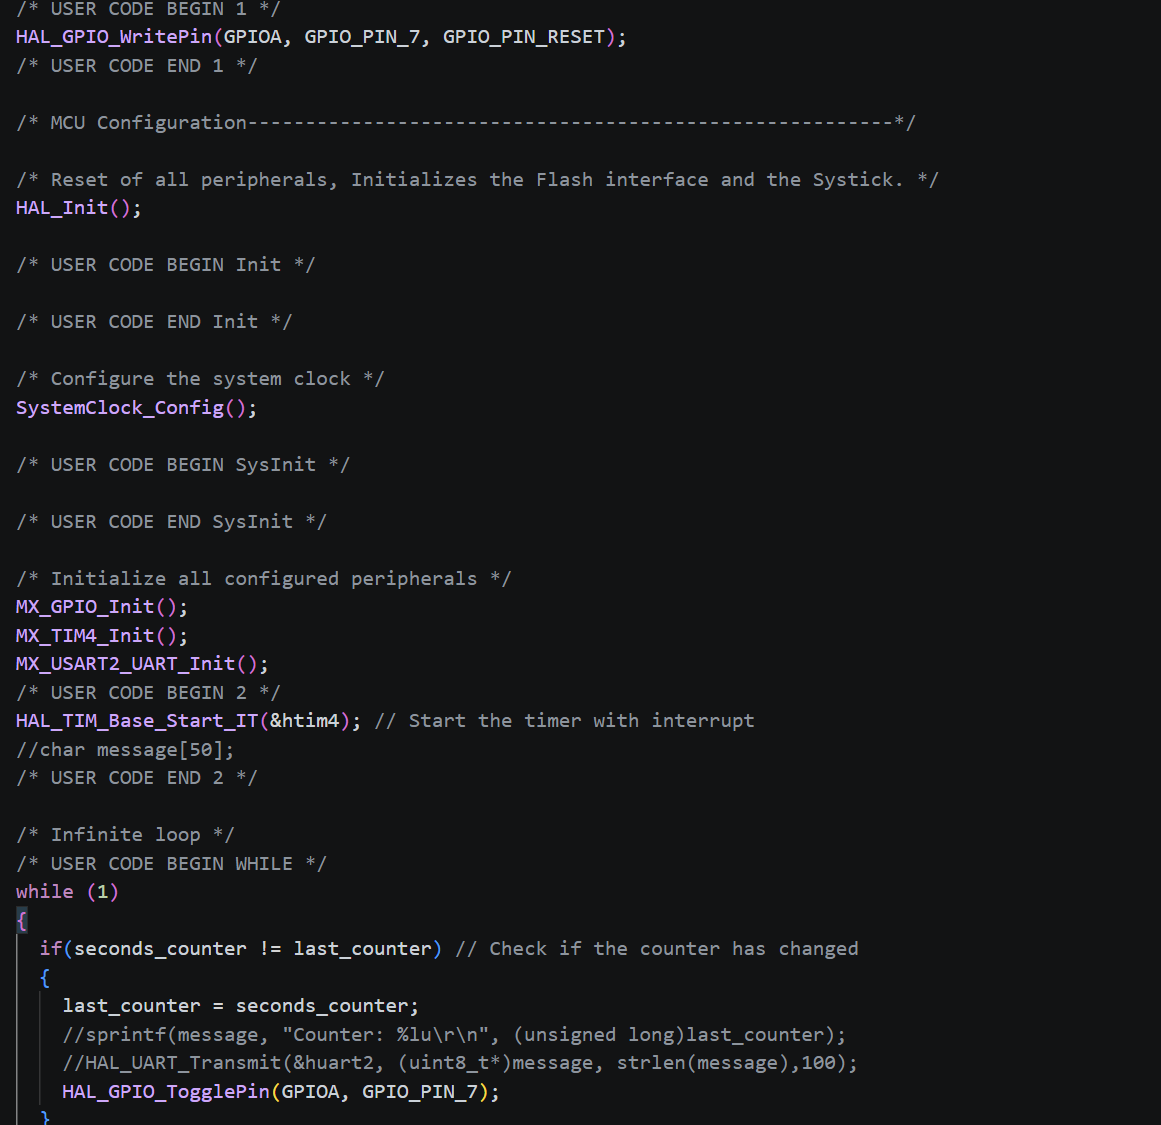 /* USER CODE BEGIN 1 */
HAL_GPIO_WritePin(GPIOA, GPIO_PIN_7, GPIO_PIN_RESET);
/* USER CODE END 1 */
/* MCU Configuration--------------------------------------------------------*/
/* Reset of all peripherals, Initializes the Flash interface and the Systick. */
HAL_Init();
/* USER CODE BEGIN Init */
/* USER CODE END Init */
/* Configure the system clock */
SystemClock_Config();
/* USER CODE BEGIN SysInit */
/* USER CODE END SysInit */
/* Initialize all configured peripherals */
MX_GPIO_Init();
MX_TIM4_Init();
MX_USART2_UART_Init();
/* USER CODE BEGIN 2 */
HAL_TIM_Base_Start_IT(&htim4); // Start the timer with interrupt
//char message[50];
/* USER CODE END 2 */
/* Infinite loop */
/* USER CODE BEGIN WHILE */
while (1)
{
if(seconds_counter != last_counter) // Check if the counter has changed
{
last_counter = seconds_counter;
//sprintf(message, "Counter: %lu\r\n", (unsigned long)last_counter);
//HAL_UART_Transmit(&huart2, (uint8_t*)message, strlen(message),100);
HAL_GPIO_TogglePin(GPIOA, GPIO_PIN_7);
}